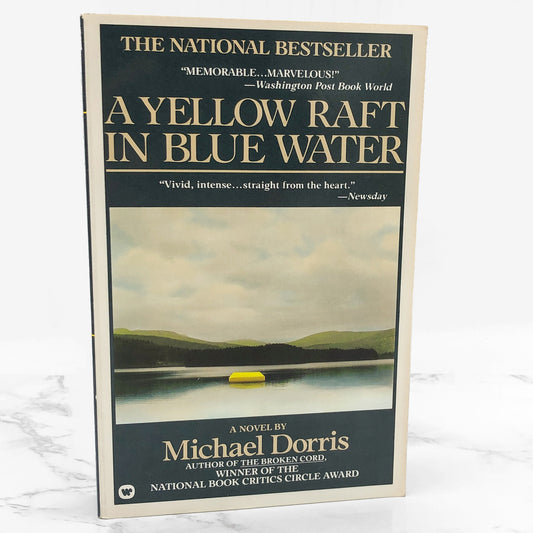 THE NATIONAL BESTSELLER
“MEMORABLE...MARVELOUS!”
—Washington Post Book World
A YELLOW RAFT
IN BLUE WATER
“Vivid, intense...straight from the heart.”
—Newsday
A NOVEL BY
Michael Dorris
AUTHOR OF THE BROKEN CORD,
WINNER OF THE
NATIONAL BOOK CRITICS CIRCLE AWARD